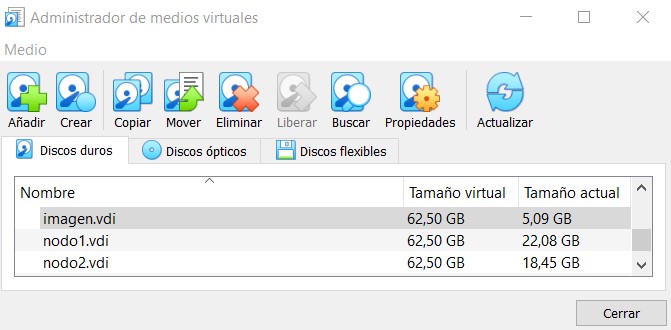 Administrador de medios virtuales
Medio
Añadir Crear Copiar Mover Eliminar Liberar Buscar Propiedades Actualizar
Discos duros Discos ópticos Discos flexibles
Nombre Tamaño virtual Tamaño actual
imagen.vdi 62,50 GB 5,09 GB
nodo1.vdi 62,50 GB 22,08 GB
nodo2.vdi 62,50 GB 18,45 GB
Cerrar